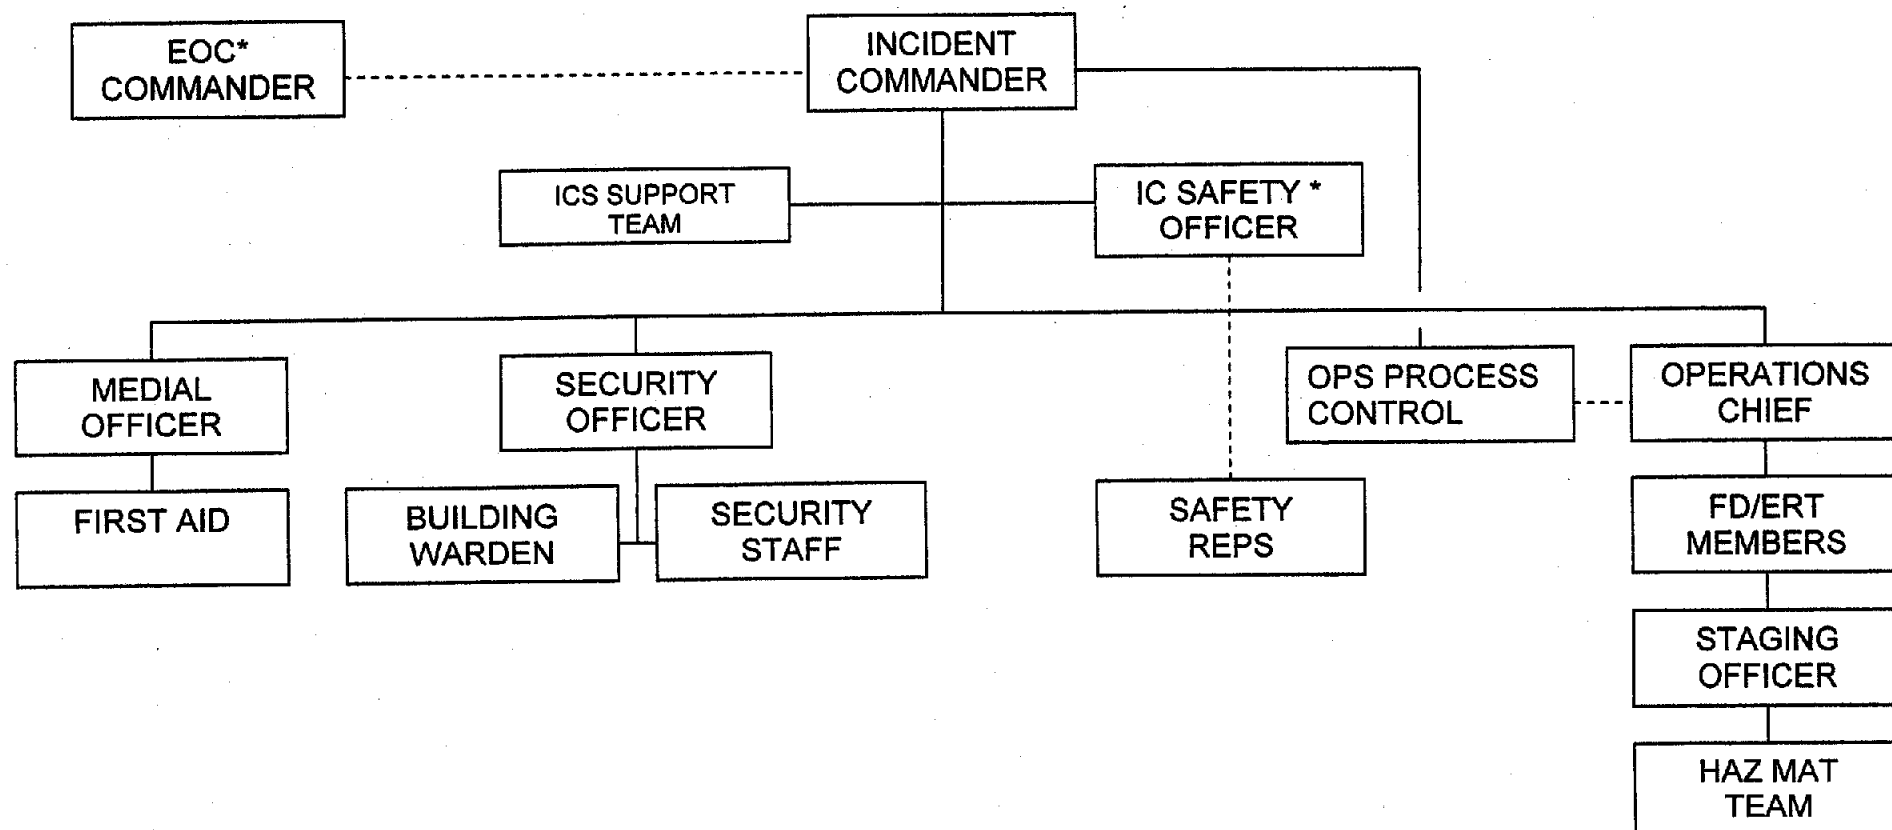 EOC*
COMMANDER
INCIDENT
COMMANDER
ICS SUPPORT
TEAM
IC SAFETY *
OFFICER
MEDIAL
OFFICER
SECURITY
OFFICER
OPS PROCESS
CONTROL
OPERATIONS
CHIEF
FIRST AID
BUILDING
WARDEN
SECURITY
STAFF
SAFETY
REPS
FD/ERT
MEMBERS
STAGING
OFFICER
HAZ MAT
TEAM